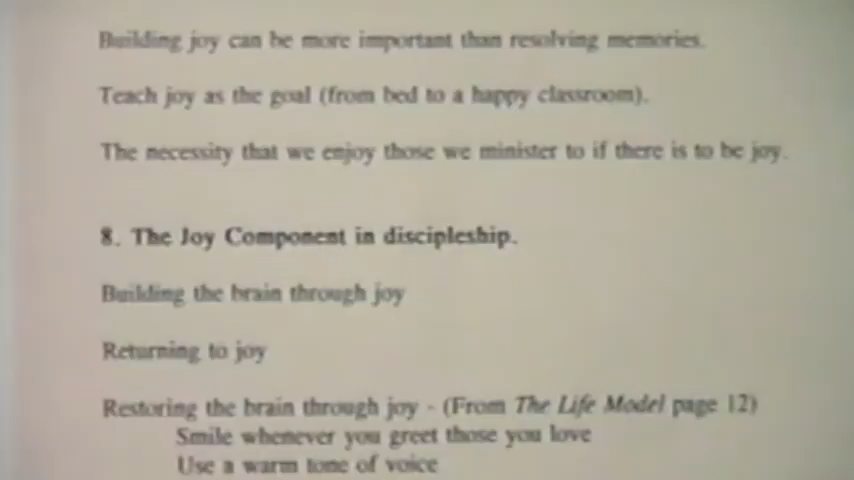 Building joy can be more important than resolving memories.
Teach joy as the goal (from bed to a happy classroom).
The necessity that we enjoy those we minister to if there is to be joy.
8. The Joy Component in discipleship.
Building the brain through joy
Returning to joy
Restoring the brain through joy - (From The Life Model page 12)
Smile whenever you greet those you love
Use a warm tone of voice